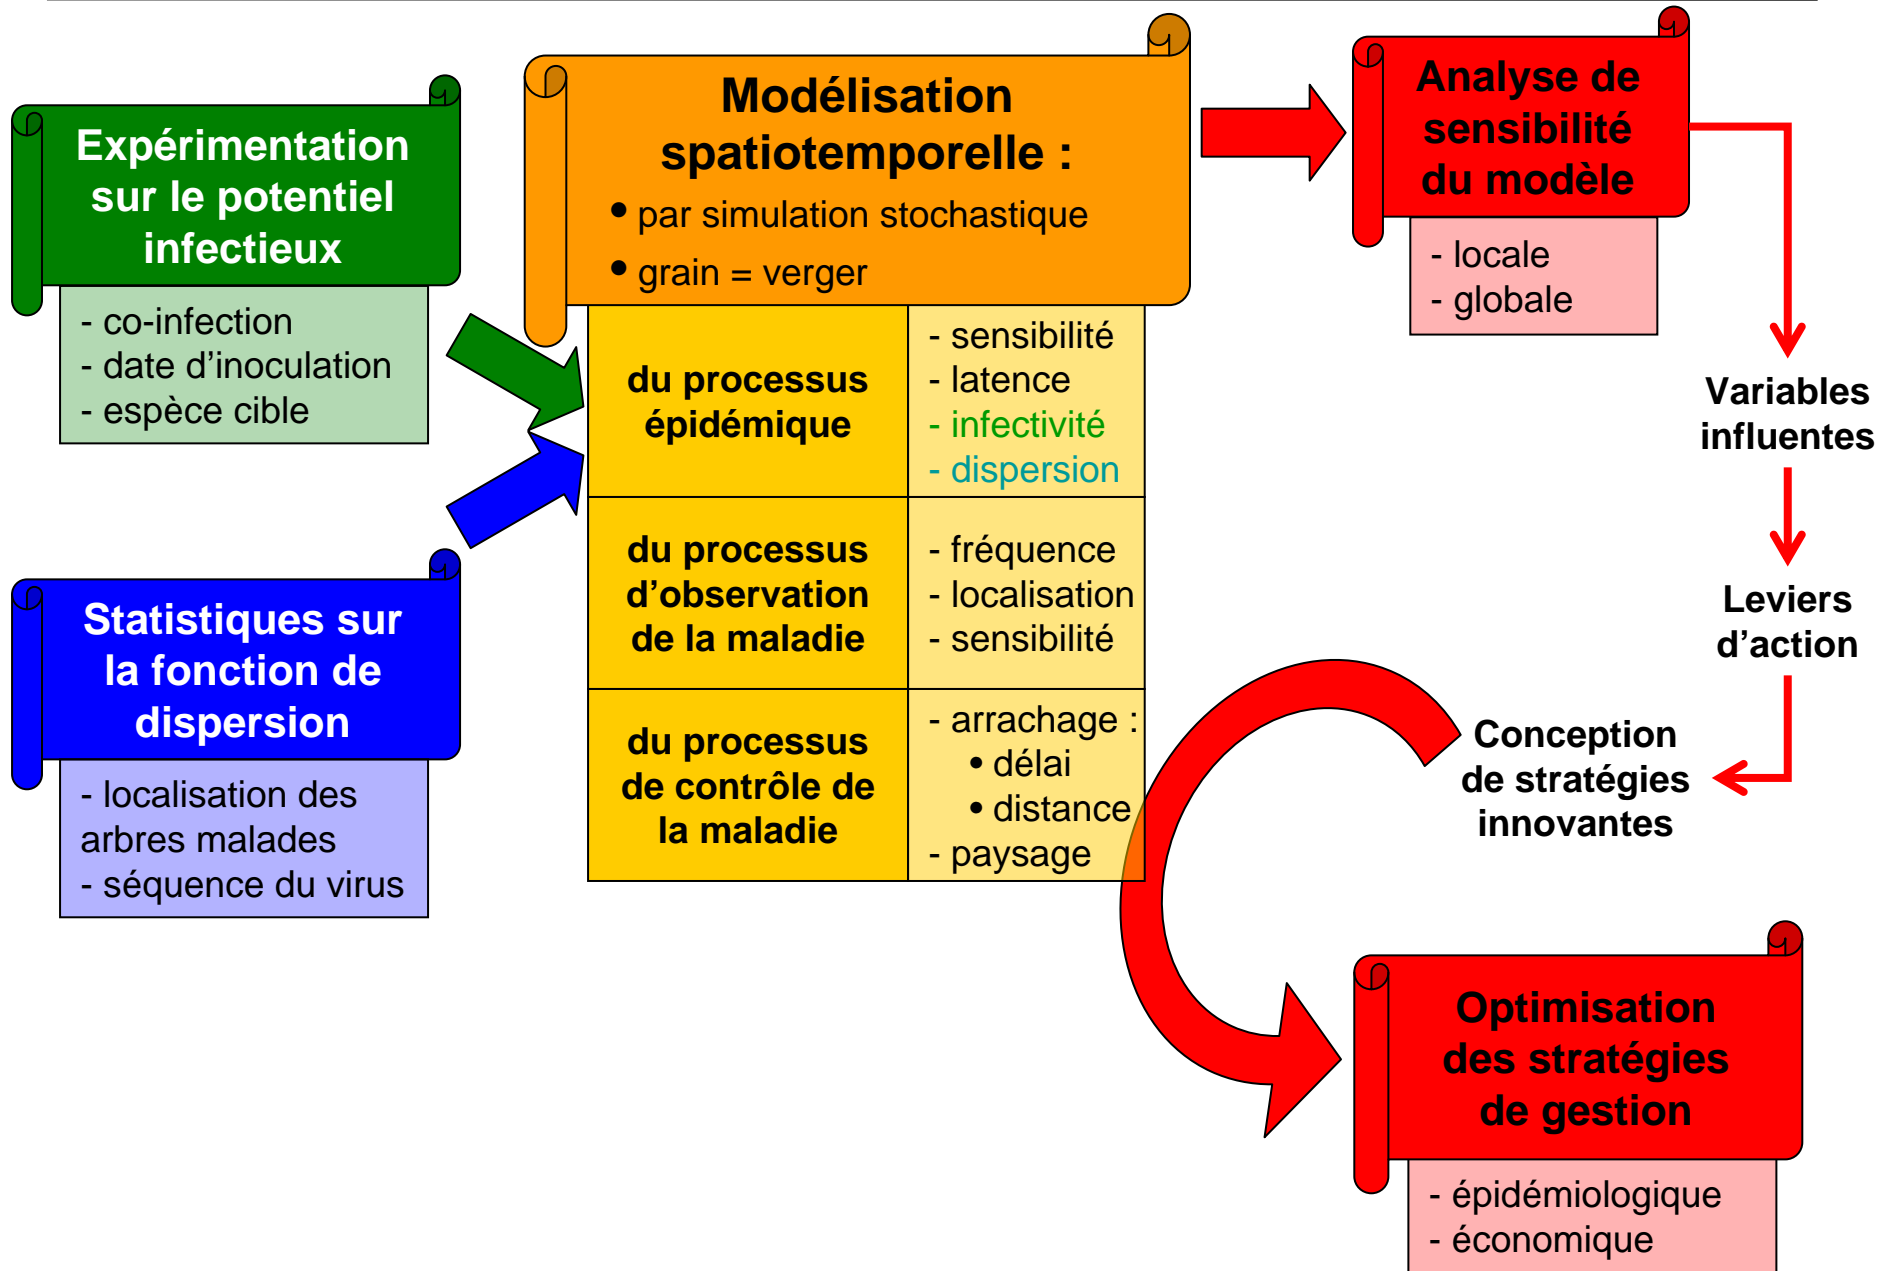 Expérimentation
sur le potentiel
infectieux
- co-infection
- date d’inoculation
- espèce cible
Statistiques sur
la fonction de
dispersion
- localisation des
arbres malades
- séquence du virus
Modélisation
spatiotemporelle :
• par simulation stochastique
• grain = verger
du processus
épidémique
- sensibilité
- latence
- infectivité
- dispersion
du processus
d’observation
de la maladie
- fréquence
- localisation
- sensibilité
du processus
de contrôle de
la maladie
- arrachage :
• délai
• distance
- paysage
Analyse de
sensibilité
du modèle
- locale
- globale
Variables
influentes
Leviers
d’action
Conception
de stratégies
innovantes
Optimisation
des stratégies
de gestion
- épidémiologique
- économique